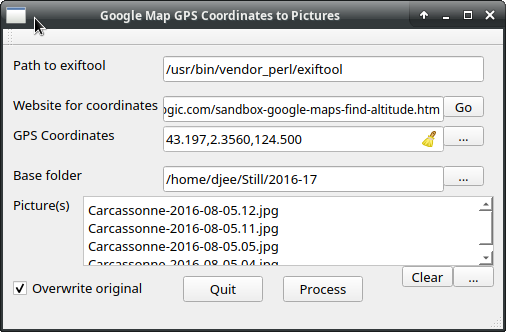 Google Map GPS Coordinates to Pictures
Path to exiftool
/usr/bin/vendor_perl/exiftool
Website for coordinates
ogic.com/sandbox-google-maps-find-altitude.htm
Go
GPS Coordinates
43.197,2.3560,124.500
...
Base folder
/home/djee/Still/2016-17
...
Picture(s)
Carcassonne-2016-08-05.12.jpg
Carcassonne-2016-08-05.11.jpg
Carcassonne-2016-08-05.05.jpg
Carcassonne-2016-08-05.04.jpg
Clear
...
Overwrite original
Quit
Process